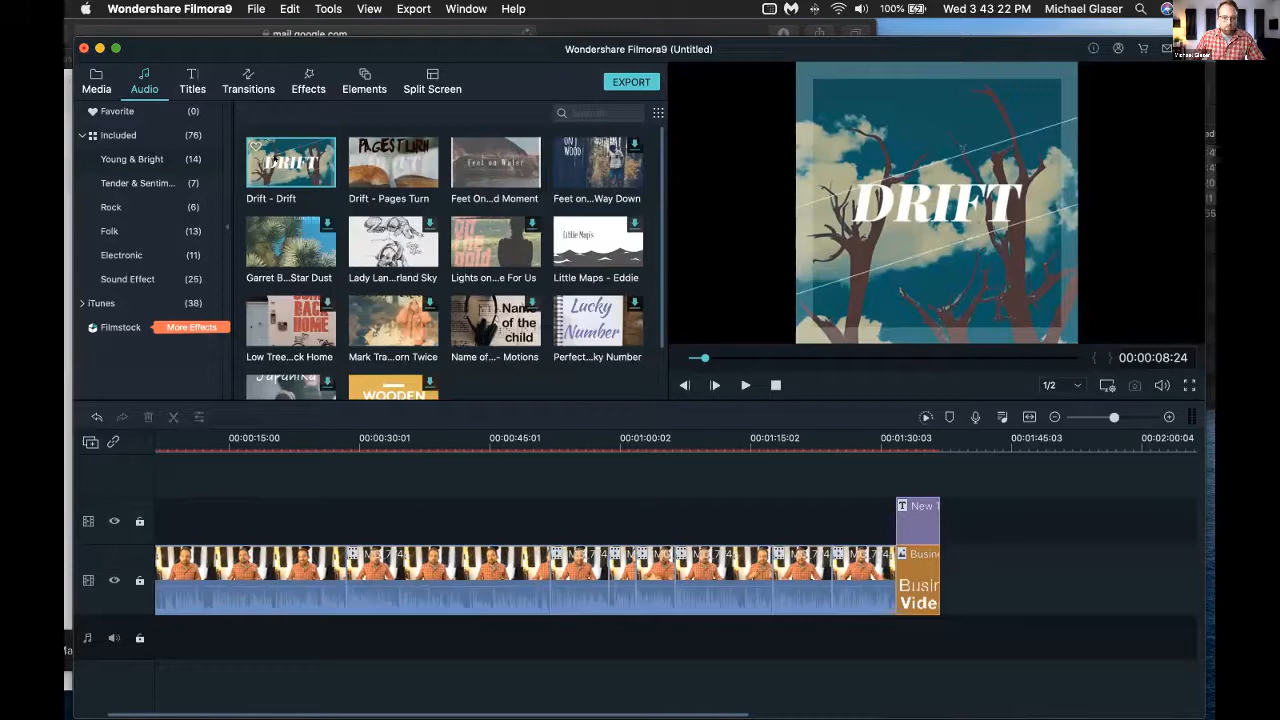 Wondershare Filmora9 File Edit Tools View Export Window Help
100% Wed 3 43 22 PM Michael Glaser
mail.google.com
Michael Glaser
Wondershare Filmora9 (Untitled)
Media Audio Titles Transitions Effects Elements Split Screen
EXPORT
Favorite (0)
Search
Included (76)
Young & Bright (14)
Tender & Sentim... (7)
Rock (6)
Folk (13)
Electronic (11)
Sound Effect (25)
iTunes (38)
Filmstock More Effects
DRIFT
PAGES TURN
Feet on Water
Drift - Drift
Drift - Pages Turn
Feet On...d Moment
Feet on...Way Down
Little Map's
Garret B...Star Dust
Lady Lan...rland Sky
Lights on...e For Us
Little Maps - Eddie
BACK HOME
Name of the child
Lucky Number
Low Tree...ck Home
Mark Tra...orn Twice
Name of...- Motions
Perfect...ky Number
WOODEN
DRIFT
00:00:08:24
1/2
00:00:15:00 00:00:30:01 00:00:45:01 00:01:00:02 00:01:15:02 00:01:30:03 00:01:45:03 00:02:00:04
New T
Busin
Busin
Vide